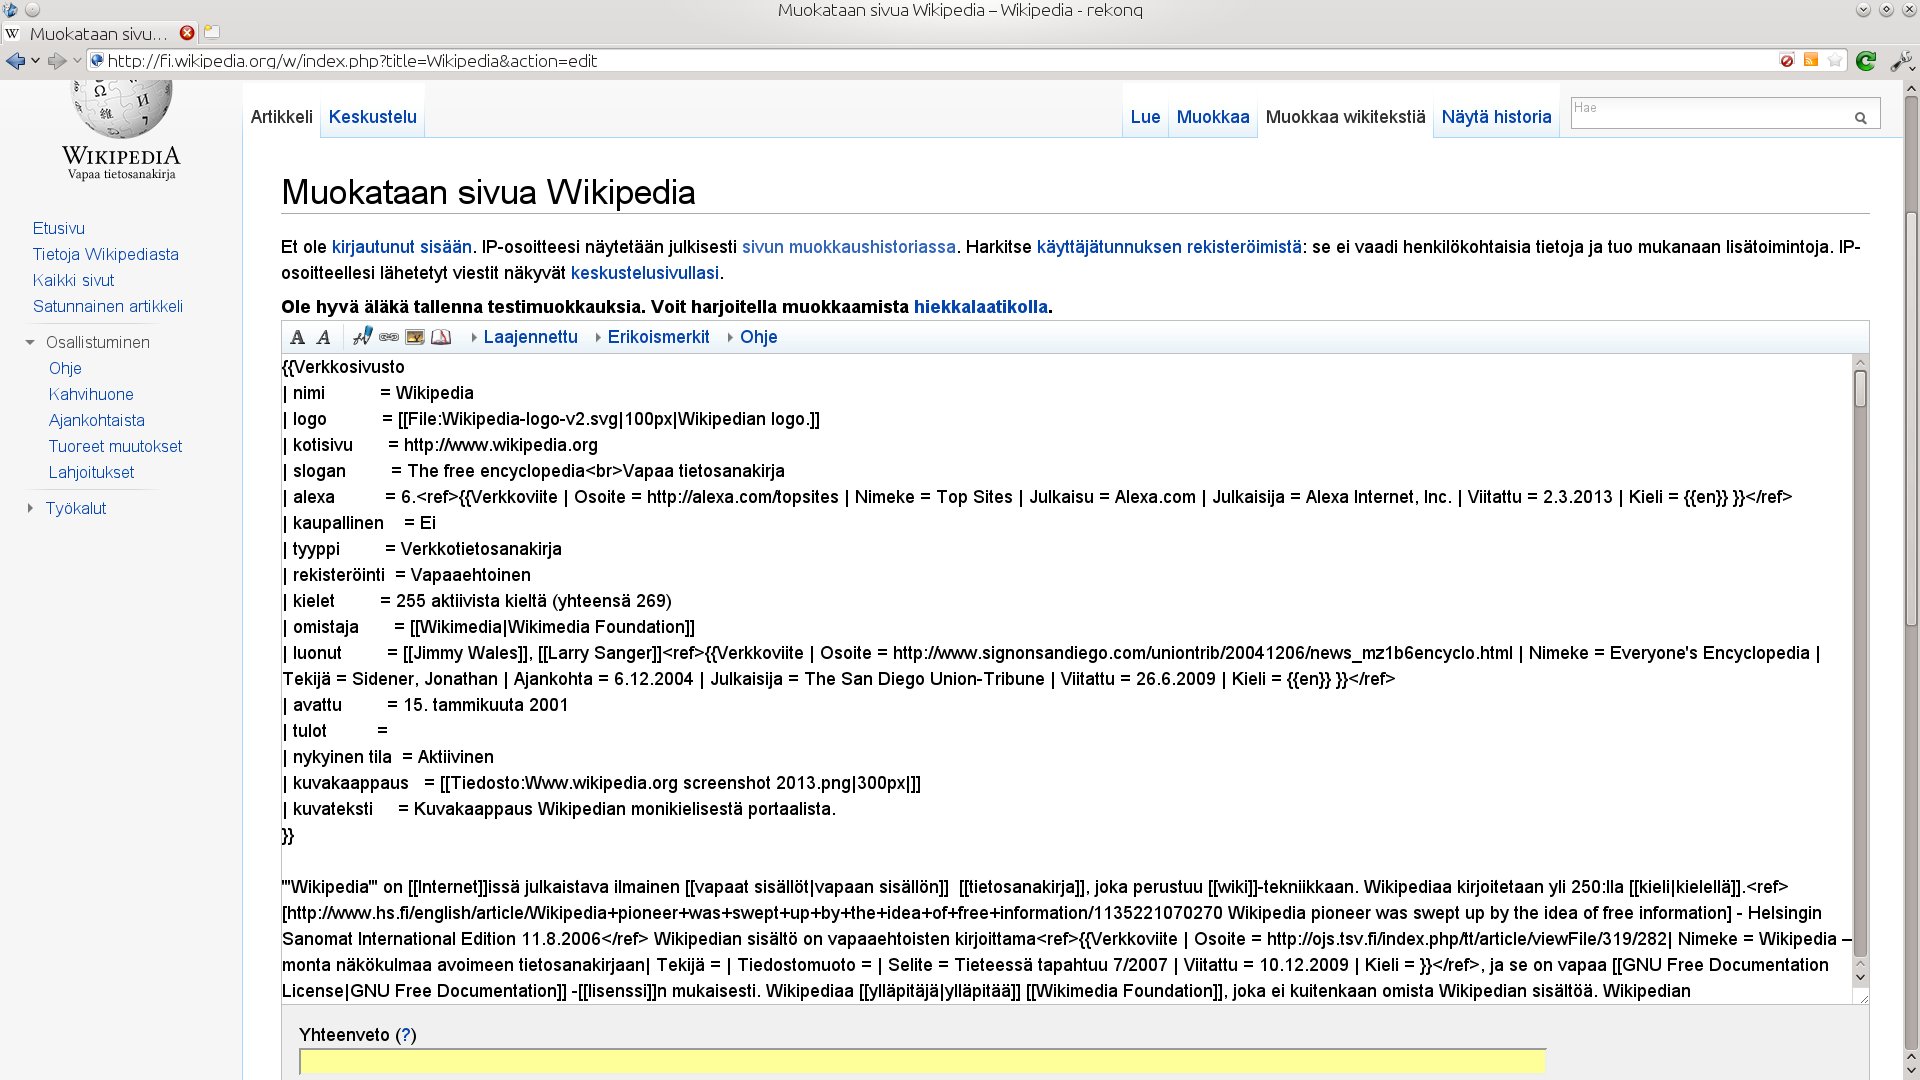 Muokataan sivua Wikipedia – Wikipedia - rekonq
W Muokataan sivu...
http://fi.wikipedia.org/w/index.php?title=Wikipedia&action=edit
WIKIPEDIA
Vapaa tietosanakirja
Artikkeli Keskustelu
Lue Muokkaa Muokkaa wikitekstiä Näytä historia
Hae
Etusivu
Tietoja Wikipediasta
Kaikki sivut
Satunnainen artikkeli
Osallistuminen
Ohje
Kahvihuone
Ajankohtaista
Tuoreet muutokset
Lahjoitukset
Työkalut
Muokataan sivua Wikipedia
Et ole kirjautunut sisään. IP-osoitteesi näytetään julkisesti sivun muokkaushistoriassa. Harkitse käyttäjätunnuksen rekisteröimistä: se ei vaadi henkilökohtaisia tietoja ja tuo mukanaan lisätoimintoja. IP-
osoitteellesi lähetetyt viestit näkyvät keskustelusivullasi.
Ole hyvä äläkä tallenna testimuokkauksia. Voit harjoitella muokkaamista hiekkalaatikolla.
A A Laajennettu Erikoismerkit Ohje
{{Verkkosivusto
| nimi = Wikipedia
| logo = [[File:Wikipedia-logo-v2.svg|100px|Wikipedian logo.]]
| kotisivu = http://www.wikipedia.org
| slogan = The free encyclopedia<br>Vapaa tietosanakirja
| alexa = 6.<ref>{{Verkkoviite | Osoite = http://alexa.com/topsites | Nimeke = Top Sites | Julkaisu = Alexa.com | Julkaisija = Alexa Internet, Inc. | Viitattu = 2.3.2013 | Kieli = {{en}} }}</ref>
| kaupallinen = Ei
| tyyppi = Verkkotietosanakirja
| rekisteröinti = Vapaaehtoinen
| kielet = 255 aktiivista kieltä (yhteensä 269)
| omistaja = [[Wikimedia|Wikimedia Foundation]]
| luonut = [[Jimmy Wales]], [[Larry Sanger]]<ref>{{Verkkoviite | Osoite = http://www.signonsandiego.com/uniontrib/20041206/news_mz1b6encyclo.html | Nimeke = Everyone's Encyclopedia |
Tekijä = Sidener, Jonathan | Ajankohta = 6.12.2004 | Julkaisija = The San Diego Union-Tribune | Viitattu = 26.6.2009 | Kieli = {{en}} }}</ref>
| avattu = 15. tammikuuta 2001
| tulot =
| nykyinen tila = Aktiivinen
| kuvakaappaus = [[Tiedosto:Www.wikipedia.org screenshot 2013.png|300px|]]
| kuvateksti = Kuvakaappaus Wikipedian monikielisestä portaalista.
}}
'''Wikipedia''' on [[Internet]]issä julkaistava ilmainen [[vapaat sisällöt|vapaan sisällön]] [[tietosanakirja]], joka perustuu [[wiki]]-tekniikkaan. Wikipediaa kirjoitetaan yli 250:lla [[kieli|kielellä]].<ref>
[http://www.hs.fi/english/article/Wikipedia+pioneer+was+swept+up+by+the+idea+of+free+information/1135221070270 Wikipedia pioneer was swept up by the idea of free information] - Helsingin
Sanomat International Edition 11.8.2006</ref> Wikipedian sisältö on vapaaehtoisten kirjoittama<ref>{{Verkkoviite | Osoite = http://ojs.tsv.fi/index.php/tt/article/viewFile/319/282| Nimeke = Wikipedia –
monta näkökulmaa avoimeen tietosanakirjaan| Tekijä = | Tiedostomuoto = | Selite = Tieteessä tapahtuu 7/2007 | Viitattu = 10.12.2009 | Kieli = }}</ref>, ja se on vapaa [[GNU Free Documentation
License|GNU Free Documentation]] -[[lisenssi]]n mukaisesti. Wikipediaa [[ylläpitäjä|ylläpitää]] [[Wikimedia Foundation]], joka ei kuitenkaan omista Wikipedian sisältöä. Wikipedian
Yhteenveto (?)